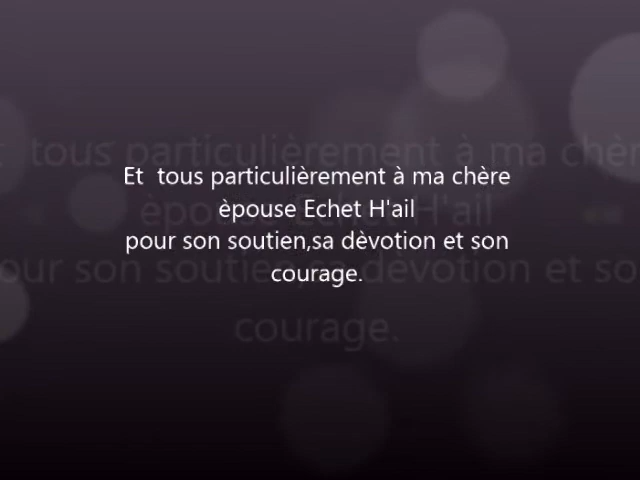 Et  tous particulièrement à ma chère
èpouse Echet H'ail
pour son soutien,sa dèvotion et son
courage.